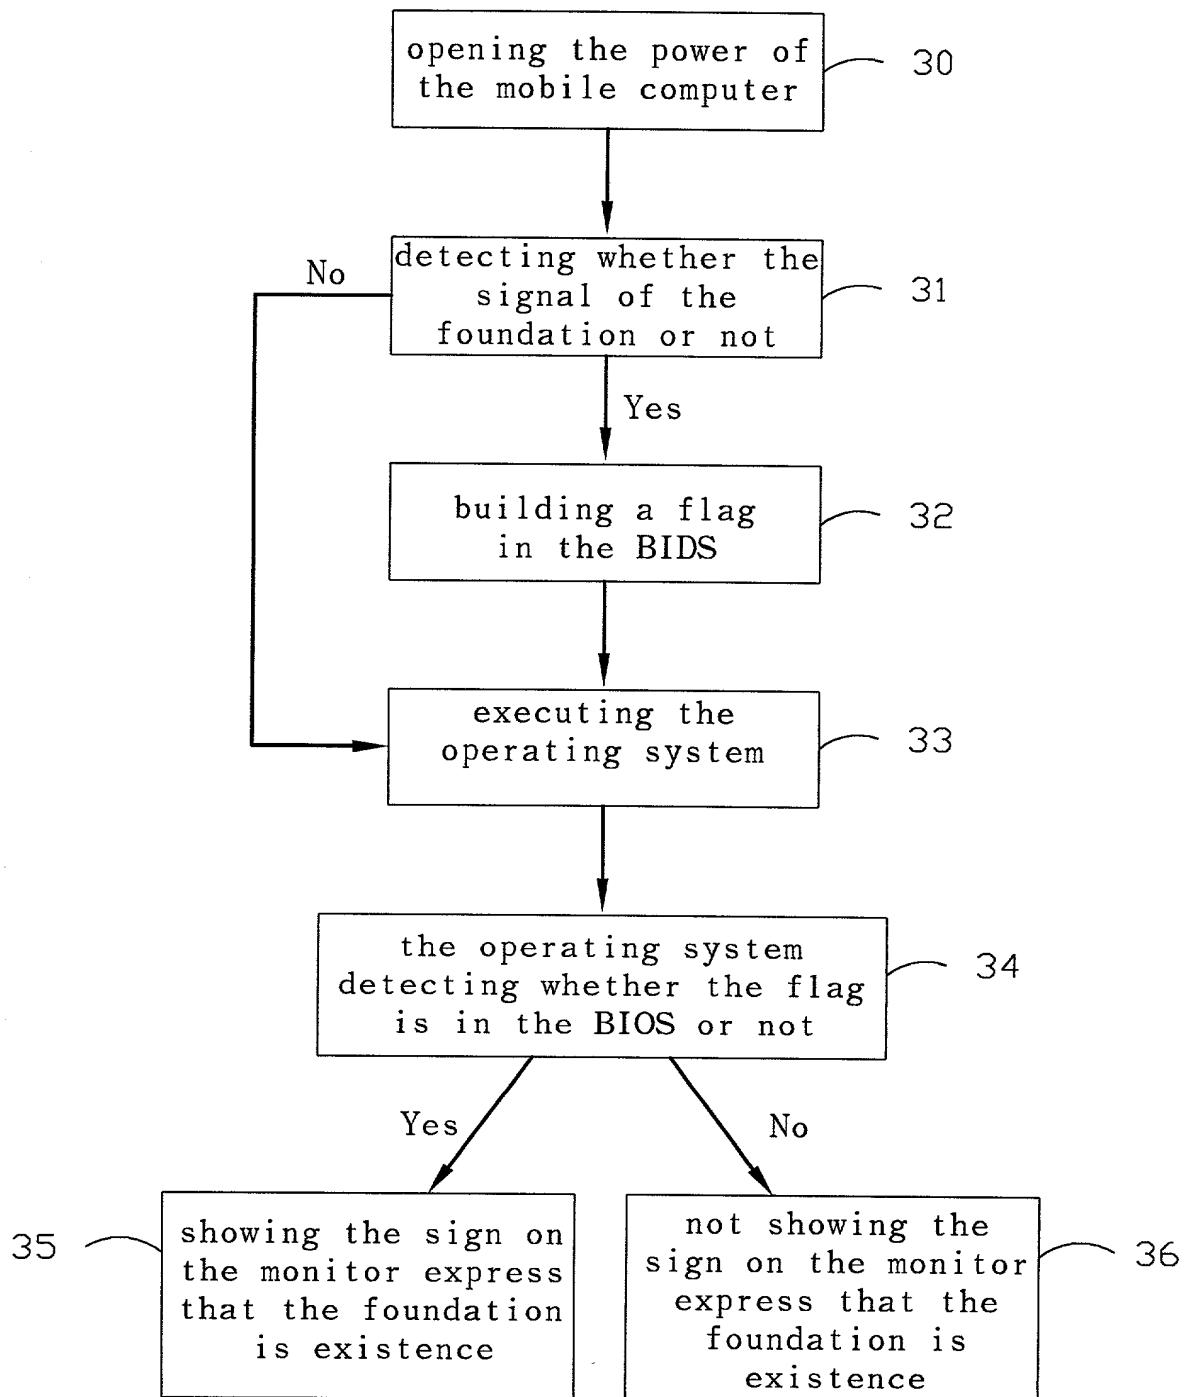 opening the power of
the mobile computer
30
detecting whether the
signal of the
foundation or not
31
No
Yes
building a flag
in the BIDS
32
executing the
operating system
33
the operating system
detecting whether the flag
is in the BIOS or not
34
Yes
No
35
showing the sign on
the monitor express
that the foundation
is existence
not showing the
sign on the monitor
express that the
foundation is
existence
36